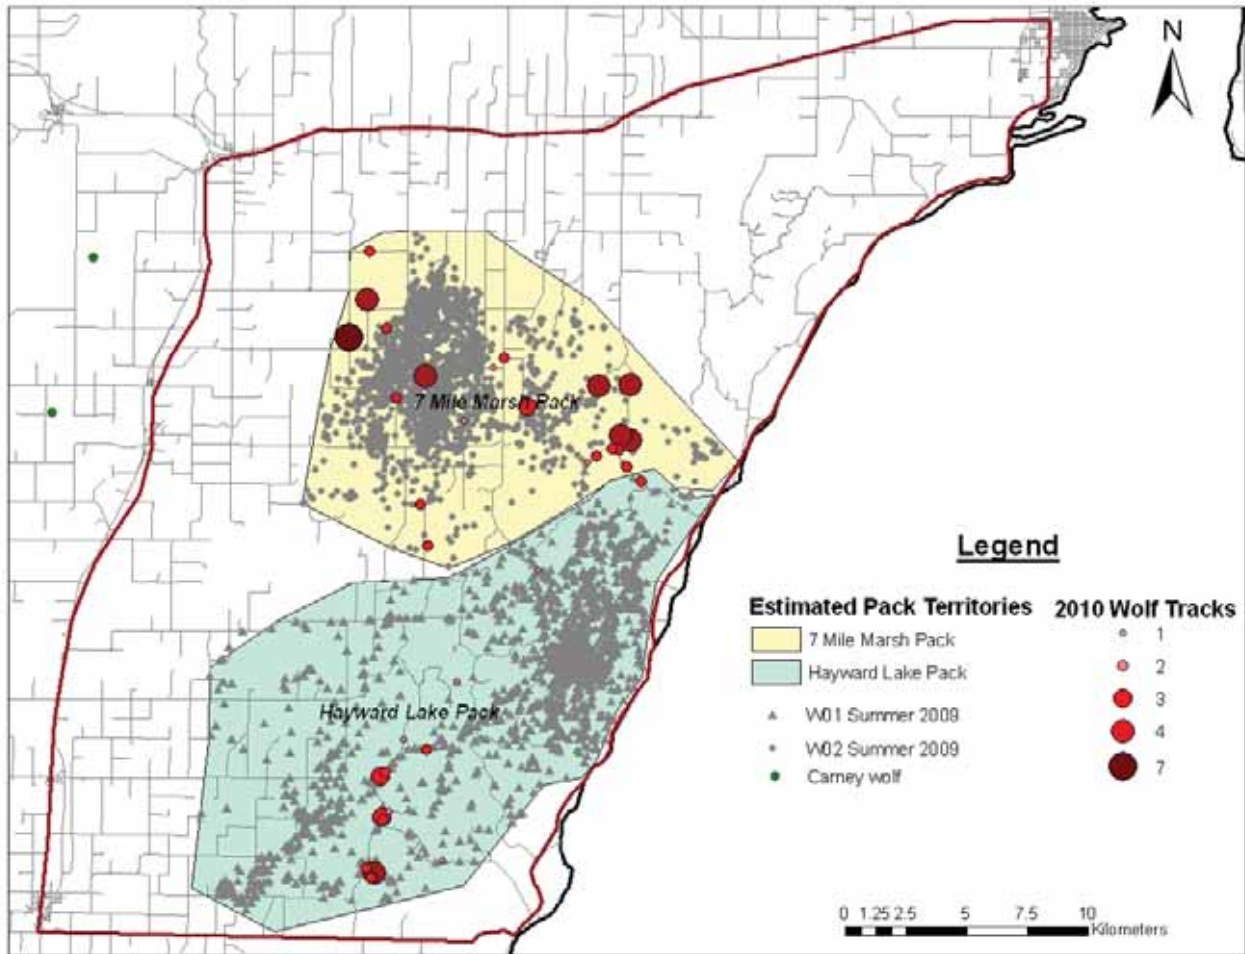 N
7 Mile Marsh Pack
Hayward Lake Pack
Legend
Estimated Pack Territories
7 Mile Marsh Pack
Hayward Lake Pack
W01 Summer 2009
W02 Summer 2009
Carney wolf
2010 Wolf Tracks
1
2
3
4
7
0 1.25 2.5 5 7.5 10
Kilometers